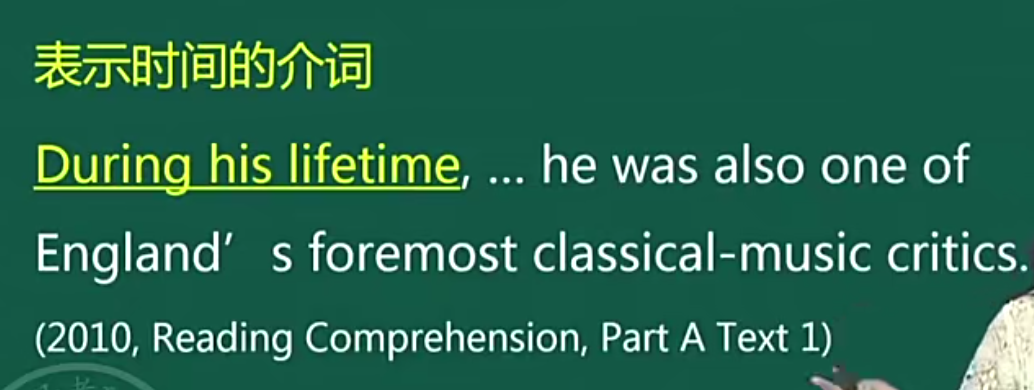 表示时间的介词
During his lifetime, ... he was also one of
England’ s foremost classical-music critics.
(2010, Reading Comprehension, Part A Text 1)